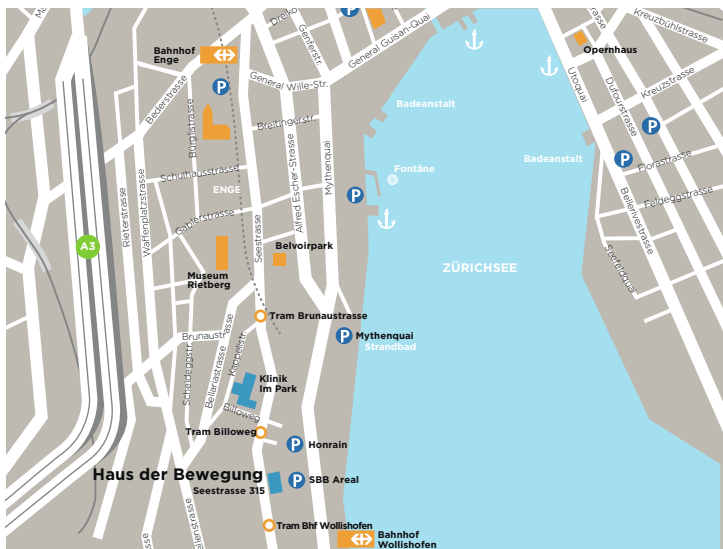 Kreuzbühlstrasse
Dreikö
Genferstr.
General Guisan-Quai
Bahnhof
Enge
Opernhaus
Utoquai
Dufourstrasse
Kreuzstrasse
General Wille-Str.
Bederstrasse
Bürglistrasse
Breitingerstr.
Badeanstalt
Badeanstalt
Florastrasse
Fontäne
Schulhausstrasse
ENGE
Alfred Escher-Strasse
Mythenquai
Feldeggstrasse
Bellerivestrasse
Seefeldquai
Rieterstrasse
Waffenplatzstrasse
Gablerstrasse
Seestrasse
A3
Belvoirpark
Museum
Rietberg
ZÜRICHSEE
Tram Brunaustrasse
Brunaustrasse
Mythenquai
Strandbad
Scheideggstr.
Bellariastrasse
Kappelistr.
Klinik
Im Park
Billoweg
Tram Billoweg
Honrain
Haus der Bewegung
Seestrasse 315
SBB Areal
Tram Bhf Wollishofen
Bahnhof
Wollishofen
P
P
P
P
P
P
P
P